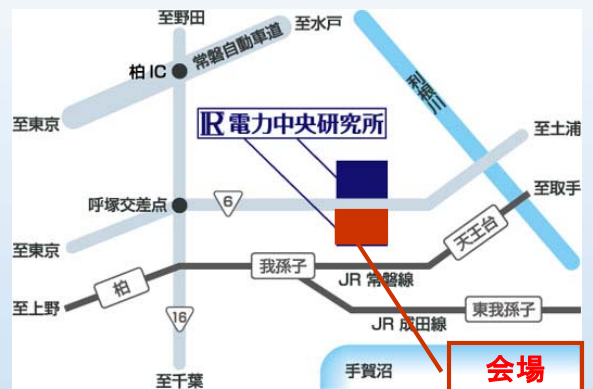 至野田
至水戸
常磐自動車道
柏IC
利根川
至東京
電力中央研究所
至土浦
至取手
呼塚交差点
6
天王台
至東京
我孫子
柏
JR 常磐線
至上野
東我孫子
16
JR 成田線
手賀沼
会場
至千葉